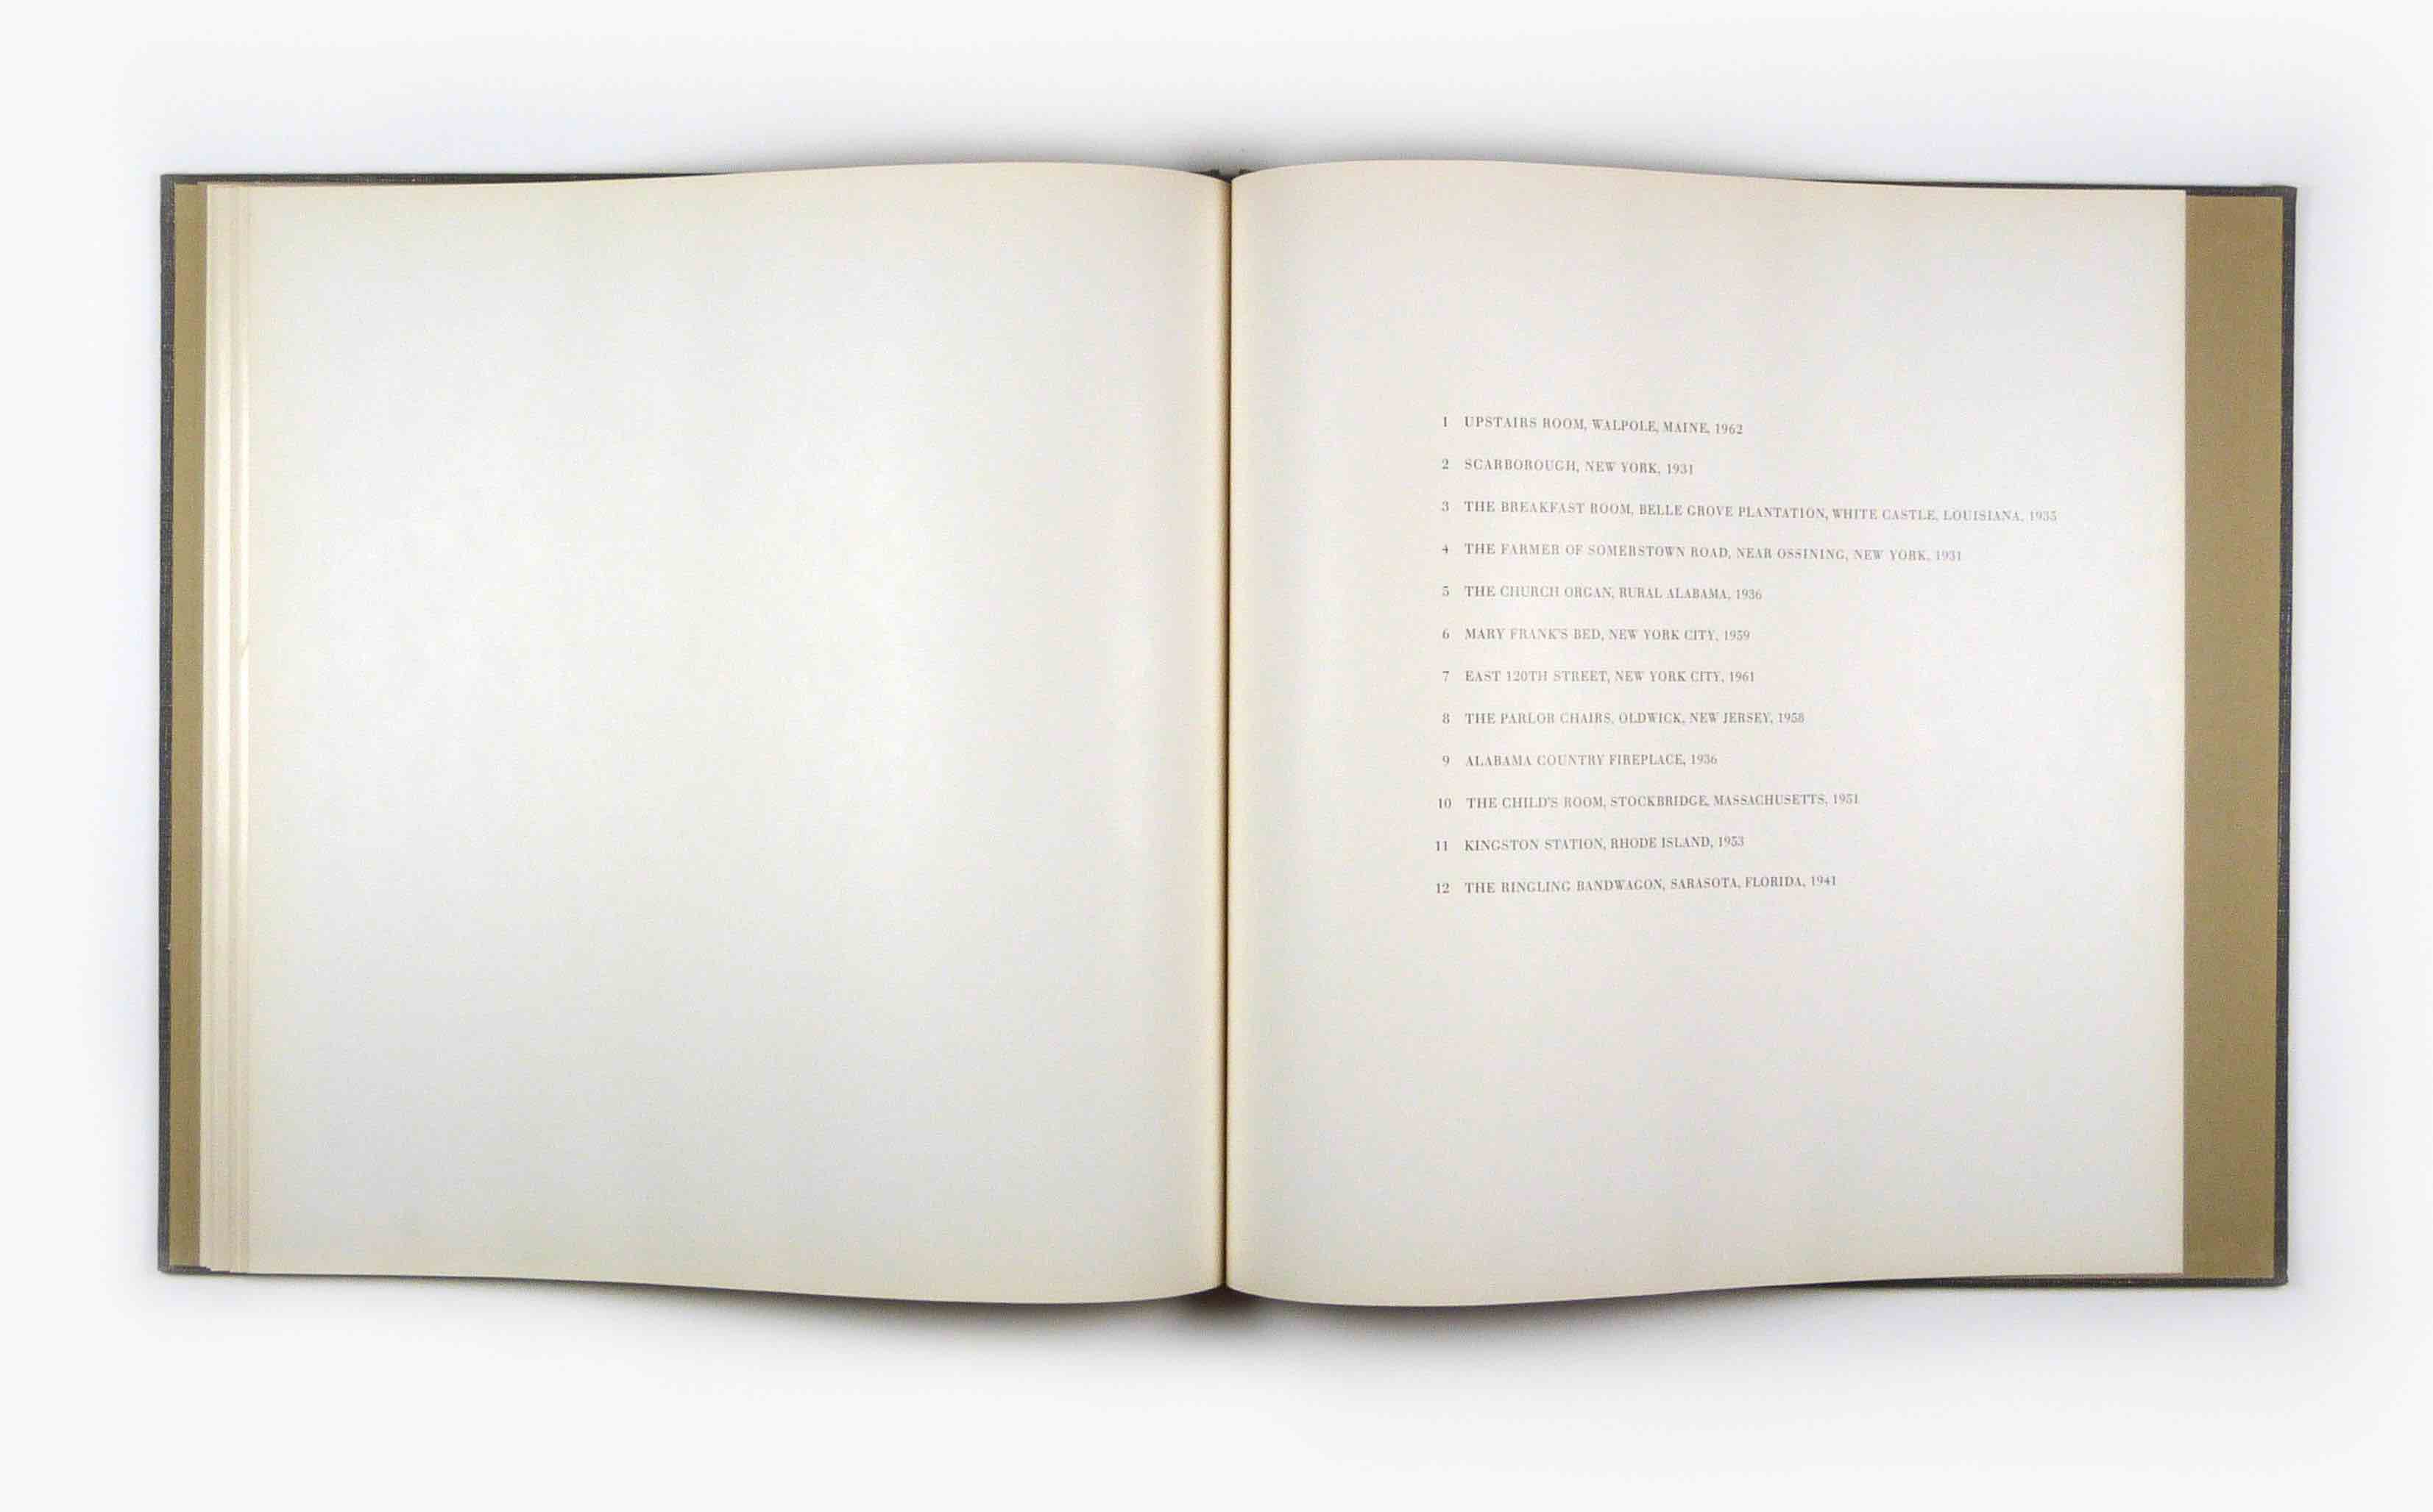 1 UPSTAIRS ROOM, WALPOLE, MAINE, 1962
2 SCARBOROUGH, NEW YORK, 1931
3 THE BREAKFAST ROOM, BELLE GROVE PLANTATION, WHITE CASTLE, LOUISIANA, 1935
4 THE FARMER OF SOMERSTOWN ROAD, NEAR OSSINING, NEW YORK, 1931
5 THE CHURCH ORGAN, RURAL ALABAMA, 1936
6 MARY FRANK'S BED, NEW YORK CITY, 1959
7 EAST 120TH STREET, NEW YORK CITY, 1961
8 THE PARLOR CHAIRS, OLDWICK, NEW JERSEY, 1958
9 ALABAMA COUNTRY FIREPLACE, 1936
10 THE CHILD'S ROOM, STOCKBRIDGE, MASSACHUSETTS, 1951
11 KINGSTON STATION, RHODE ISLAND, 1953
12 THE RINGLING BANDWAGON, SARASOTA, FLORIDA, 1941